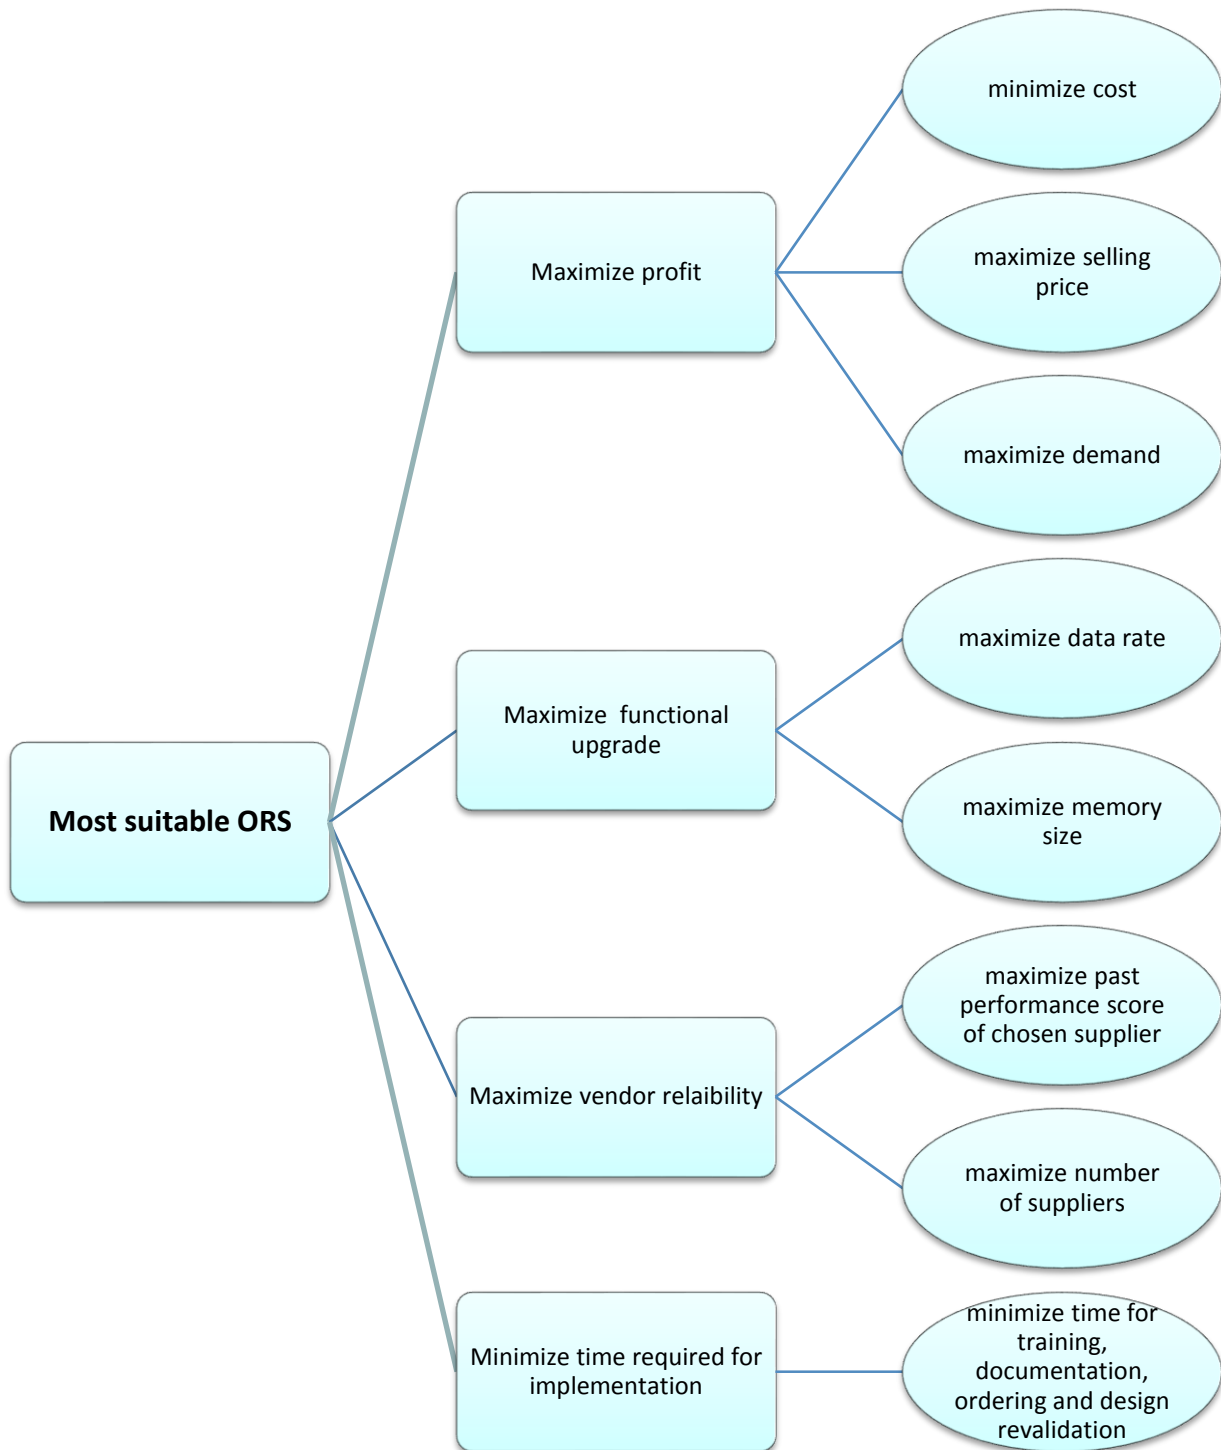 minimize cost
Maximize profit
maximize selling
price
maximize demand
maximize data rate
Maximize  functional
upgrade
maximize memory
size
Most suitable ORS
maximize past
performance score
of chosen supplier
Maximize vendor relaibility
maximize number
of suppliers
Minimize time required for
implementation
minimize time for
training,
documentation,
ordering and design
revalidation